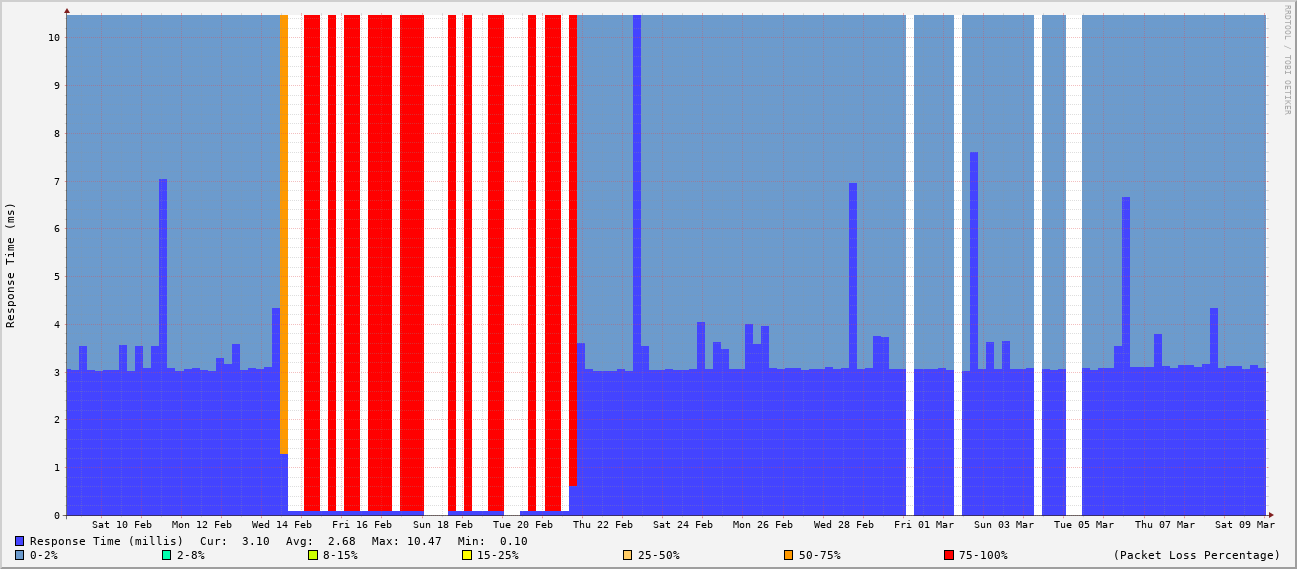 RRDTOOL / TOBI OETIKER
Response Time (ms)
10
9
8
7
6
5
4
3
2
1
0
Sat 10 Feb Mon 12 Feb Wed 14 Feb Fri 16 Feb Sun 18 Feb Tue 20 Feb Thu 22 Feb Sat 24 Feb Mon 26 Feb Wed 28 Feb Fri 01 Mar Sun 03 Mar Tue 05 Mar Thu 07 Mar Sat 09 Mar
Response Time (millis) Cur: 3.10 Avg: 2.68 Max: 10.47 Min: 0.10
0-2% 2-8% 8-15% 15-25% 25-50% 50-75% 75-100% (Packet Loss Percentage)